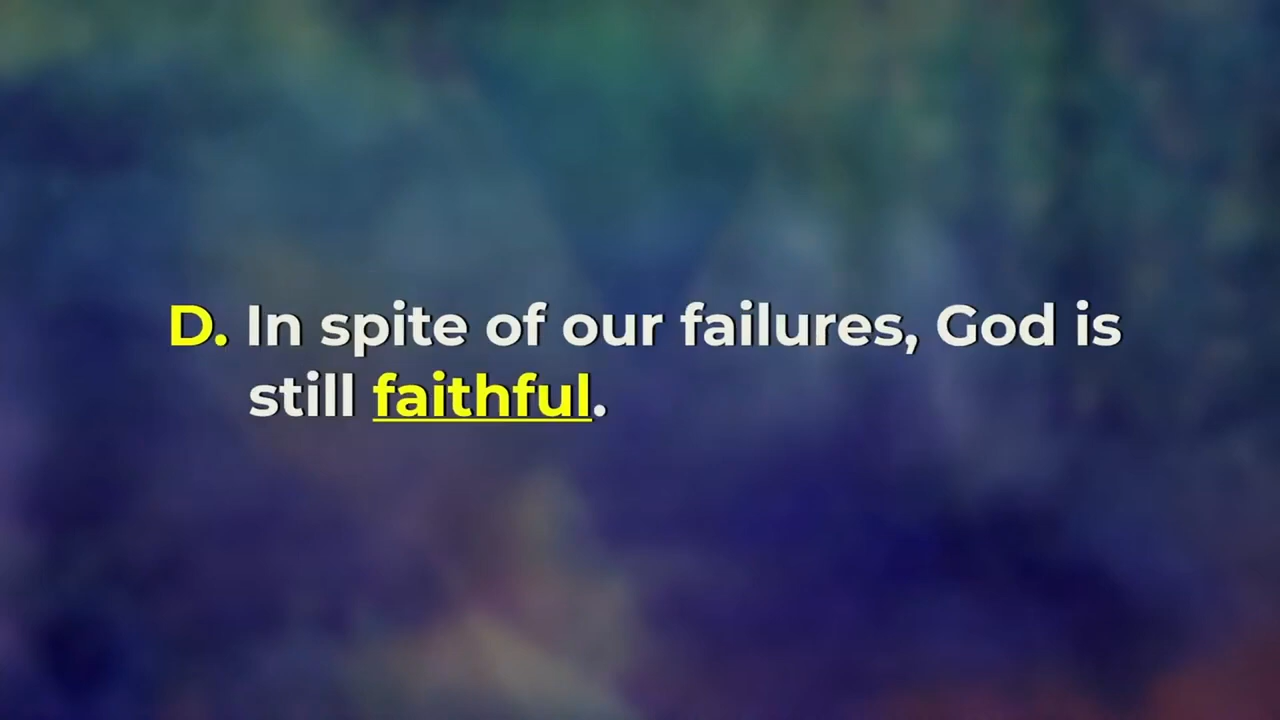 D. In spite of our failures, God is
still faithful.